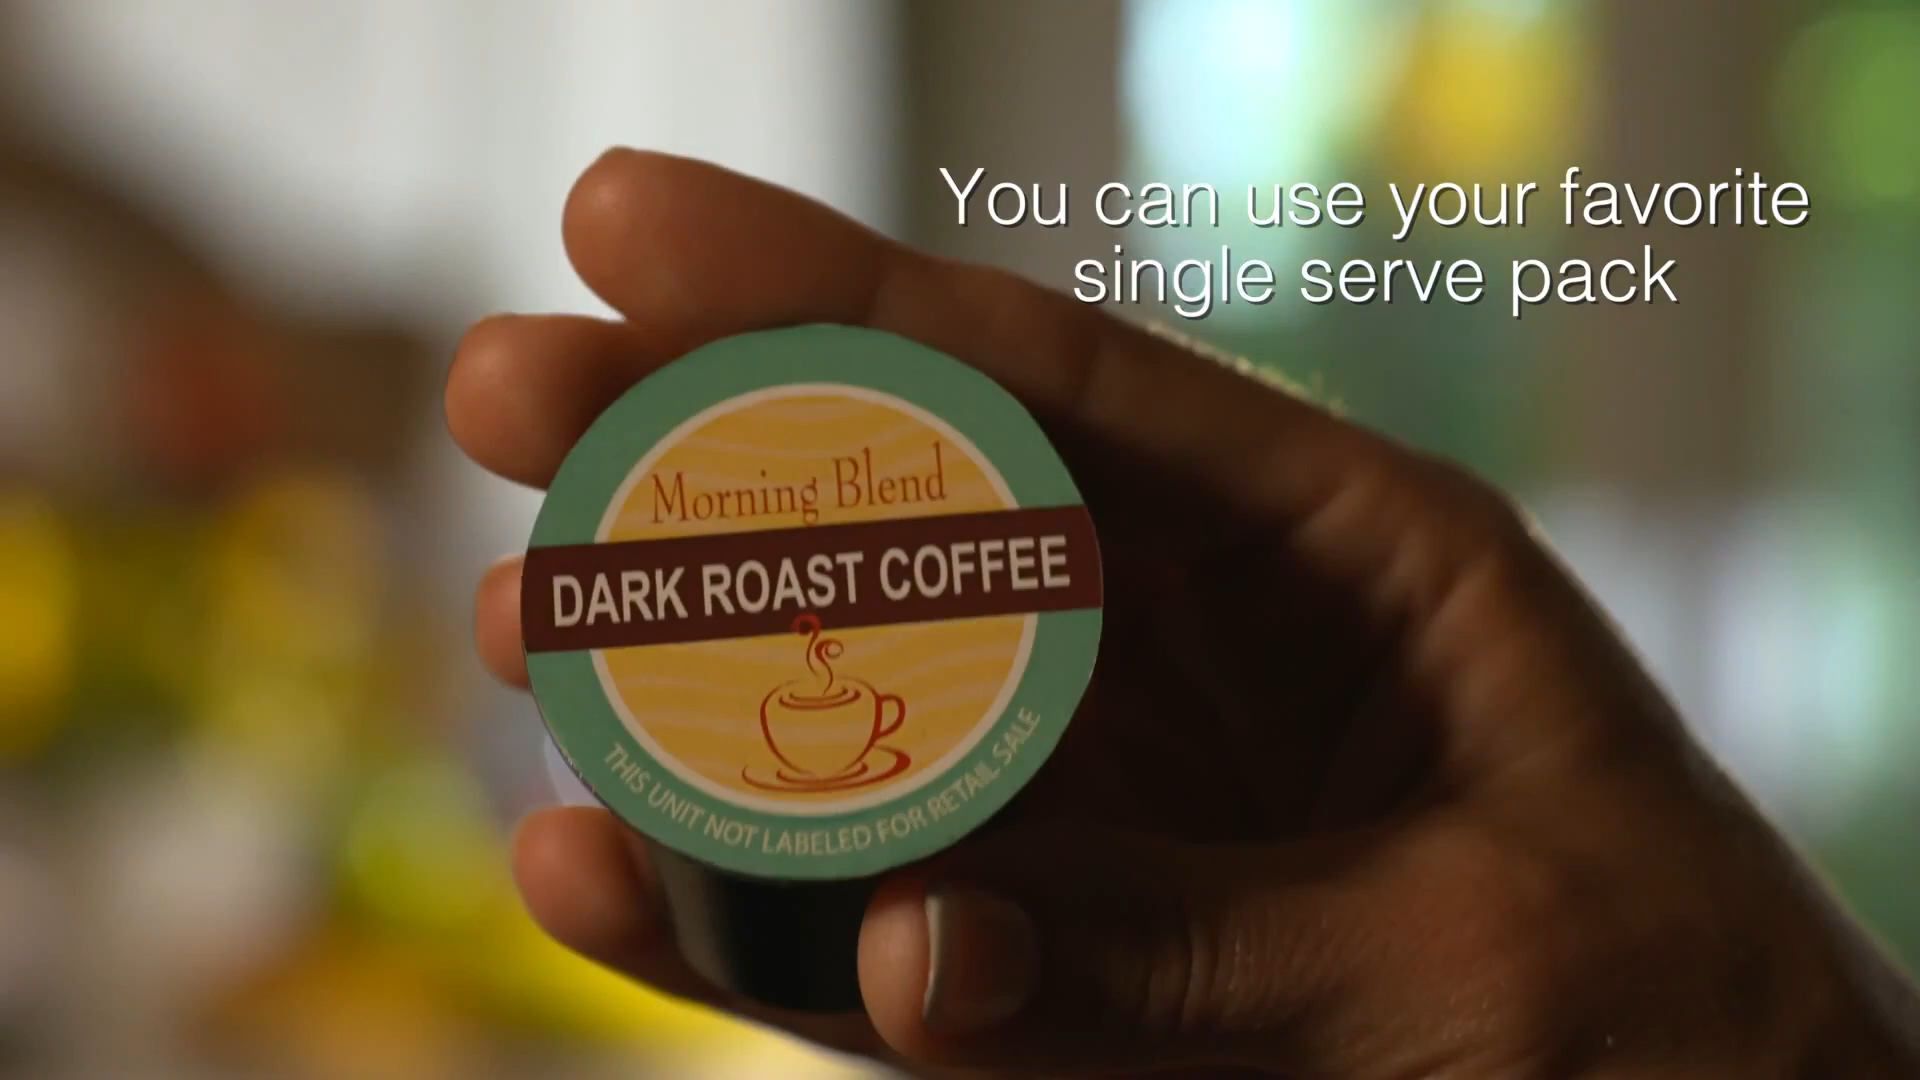 You can use your favorite
single serve pack
Morning Blend
DARK ROAST COFFEE
THIS UNIT NOT LABELED FOR RETAIL SALE